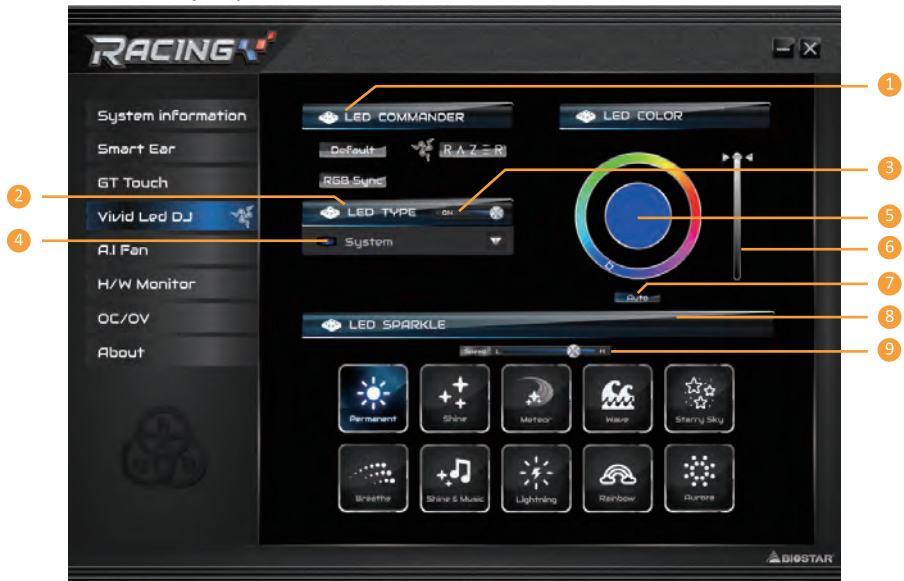 RACING
1
System information
LED COMMANDER
LED COLOR
Smart Ear
Default
RAZER
GT Touch
RGB Sync
3
2
Vivid Led DJ
LED TYPE
ON
5
4
System
A.I Fan
6
H/W Monitor
7
Auto
OC/OV
LED SPARKLE
8
About
Speed
L
H
9
Permanent
Shine
Meteor
Wave
Starry Sky
Breathe
Shine & Music
Lightning
Rainbow
Aurora
BIOSTAR